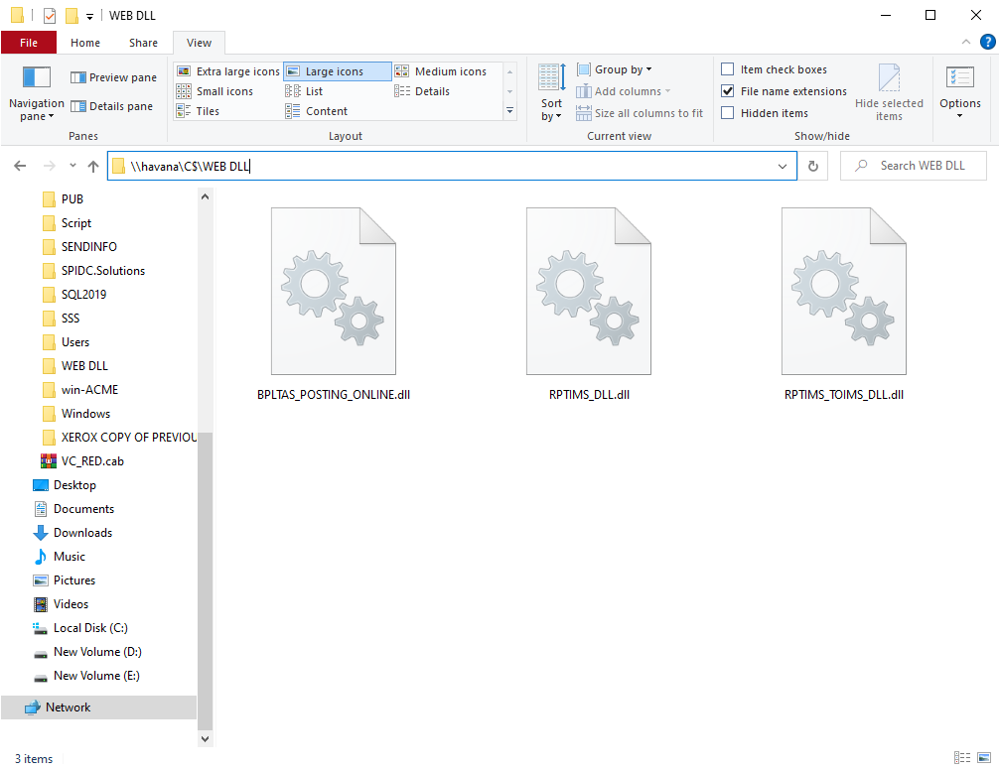 WEB DLL
File Home Share View
Navigation pane
Preview pane
Details pane
Panes
Extra large icons Large icons Medium icons
Small icons List Details
Tiles Content
Layout
Sort by
Group by
Add columns
Size all columns to fit
Current view
Item check boxes
File name extensions
Hidden items
Hide selected items
Show/hide
Options
\\havana\C$\WEB DLL
Search WEB DLL
PUB
Script
SENDINFO
SPIDC.Solutions
SQL2019
SSS
Users
WEB DLL
win-ACME
Windows
XEROX COPY OF PREVIOU
VC_RED.cab
Desktop
Documents
Downloads
Music
Pictures
Videos
Local Disk (C:)
New Volume (D:)
New Volume (E:)
Network
BPLTAS_POSTING_ONLINE.dll
RPTIMS_DLL.dll
RPTIMS_TOIMS_DLL.dll
3 items